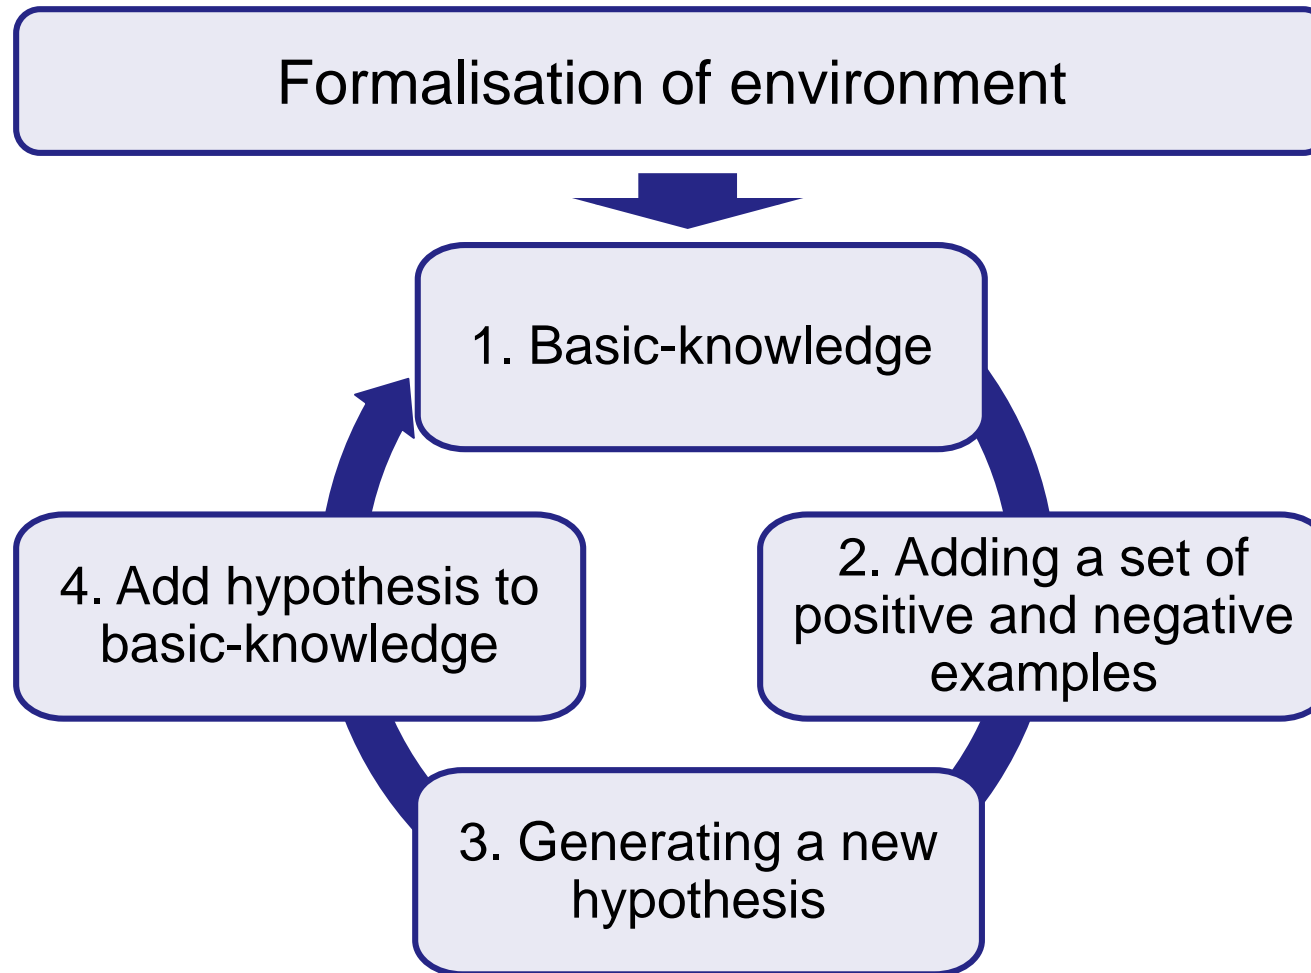 Formalisation of environment
1. Basic-knowledge
2. Adding a set of
positive and negative
examples
3. Generating a new
hypothesis
4. Add hypothesis to
basic-knowledge